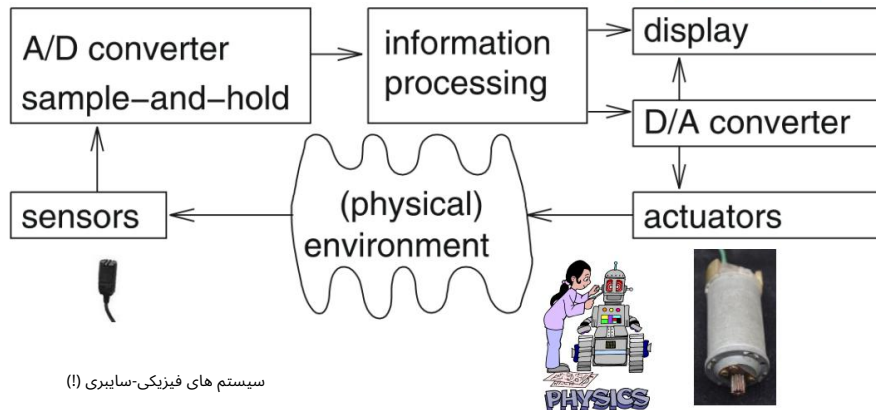 A/D converter
sample−and−hold
information
processing
display
D/A converter
sensors
(physical)
environment
actuators
PHYSICS
سیستم های فیزیکی-سایبری (!)